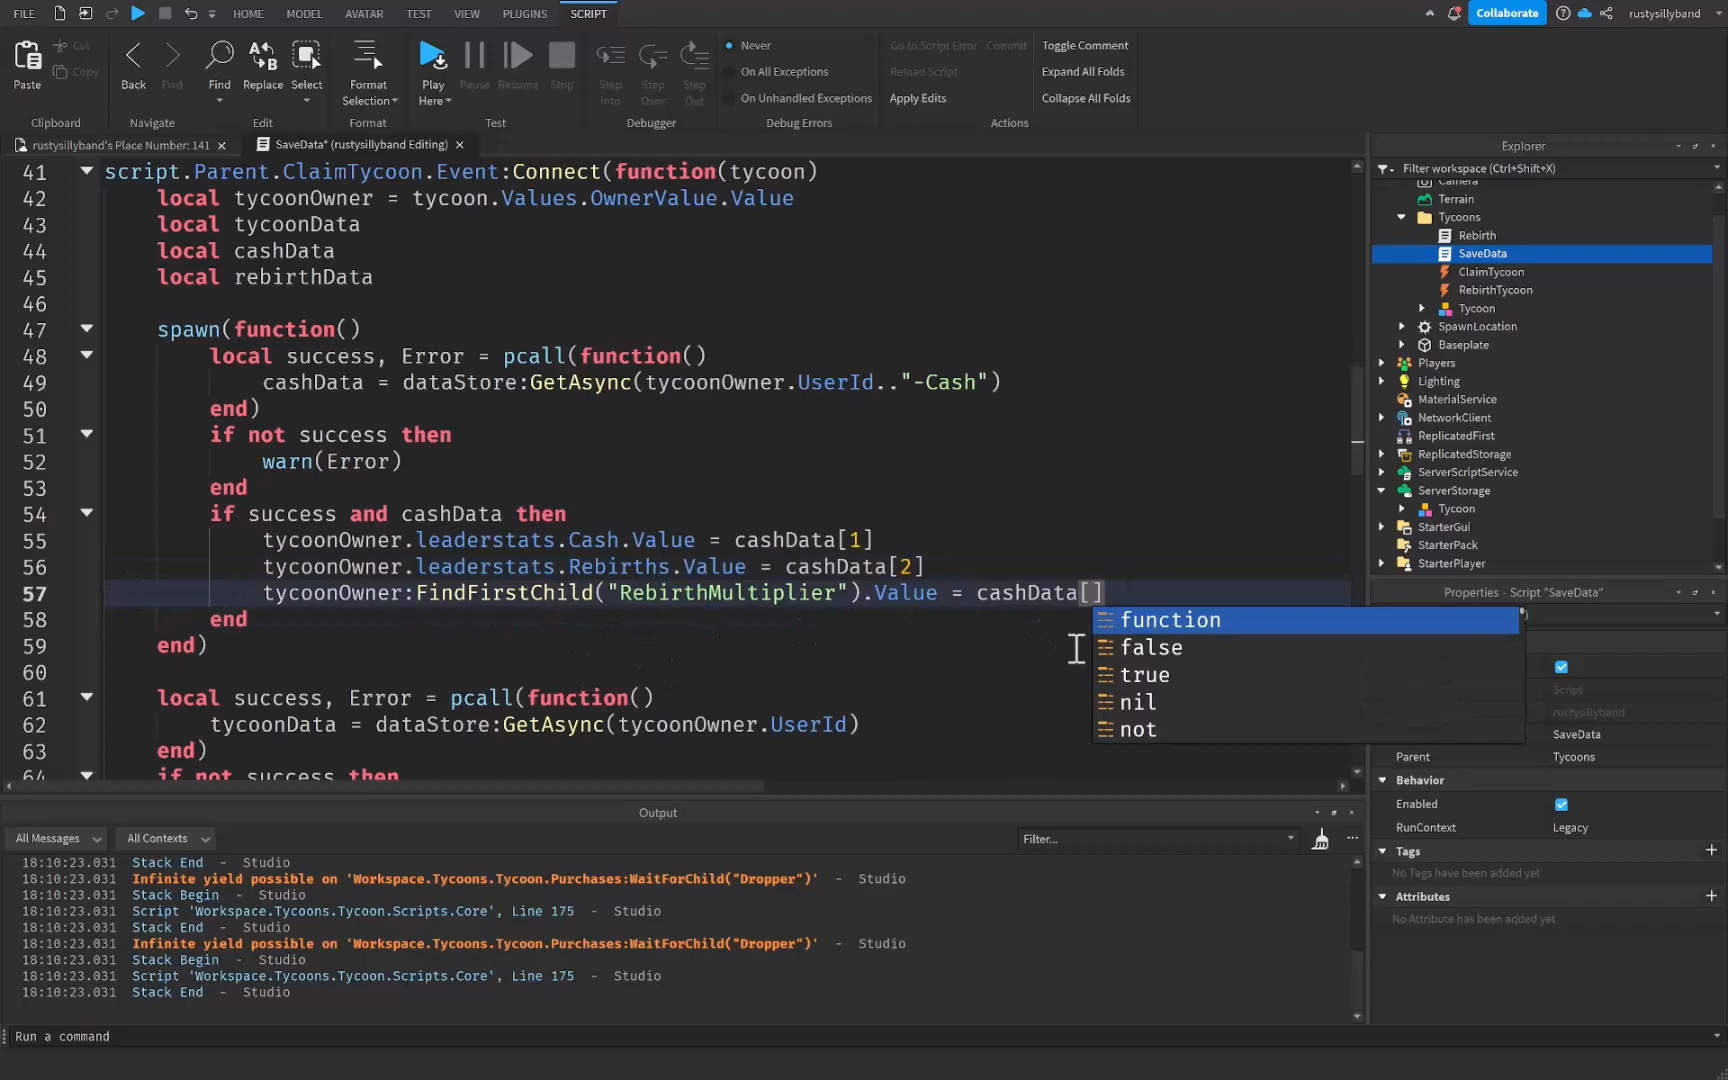 FILE HOME MODEL AVATAR TEST VIEW PLUGINS SCRIPT Collaborate rustysillyband
Paste Cut Copy Back Fwd Find Replace Select Format Selection Play Here Pause Resume Stop Step Into Step Over Step Out
Never Go to Script Error Commit Toggle Comment
On All Exceptions Reload Script Expand All Folds
On Unhandled Exceptions Apply Edits Collapse All Folds
Clipboard Navigate Edit Format Test Debugger Debug Errors Actions
rustysillyband's Place Number: 141 SaveData* (rustysillyband Editing)
41 script.Parent.ClaimTycoon.Event:Connect(function(tycoon)
42 local tycoonOwner = tycoon.Values.OwnerValue.Value
43 local tycoonData
44 local cashData
45 local rebirthData
46
47 spawn(function()
48 local success, Error = pcall(function()
49 cashData = dataStore:GetAsync(tycoonOwner.UserId.."-Cash")
50 end)
51 if not success then
52 warn(Error)
53 end
54 if success and cashData then
55 tycoonOwner.leaderstats.Cash.Value = cashData[1]
56 tycoonOwner.leaderstats.Rebirths.Value = cashData[2]
57 tycoonOwner:FindFirstChild("RebirthMultiplier").Value = cashData[]
58 end
59 end)
60
61 local success, Error = pcall(function()
62 tycoonData = dataStore:GetAsync(tycoonOwner.UserId)
63 end)
64 if not success then
function
false
true
nil
not
Explorer
Filter workspace (Ctrl+Shift+X)
Camera
Terrain
Tycoons
Rebirth
SaveData
ClaimTycoon
RebirthTycoon
Tycoon
SpawnLocation
Baseplate
Players
Lighting
MaterialService
NetworkClient
ReplicatedFirst
ReplicatedStorage
ServerScriptService
ServerStorage
Tycoon
StarterGui
StarterPack
StarterPlayer
Properties - Script "SaveData"
Script
rustysillyband
SaveData
Parent Tycoons
Behavior
Enabled
RunContext Legacy
Tags
No Tags have been added yet
Attributes
No Attribute has been added yet
Output
All Messages All Contexts Filter...
18:10:23.031 Stack End - Studio
18:10:23.031 Infinite yield possible on 'Workspace.Tycoons.Tycoon.Purchases:WaitForChild("Dropper")' - Studio
18:10:23.031 Stack Begin - Studio
18:10:23.031 Script 'Workspace.Tycoons.Tycoon.Scripts.Core', Line 175 - Studio
18:10:23.031 Stack End - Studio
18:10:23.031 Infinite yield possible on 'Workspace.Tycoons.Tycoon.Purchases:WaitForChild("Dropper")' - Studio
18:10:23.031 Stack Begin - Studio
18:10:23.031 Script 'Workspace.Tycoons.Tycoon.Scripts.Core', Line 175 - Studio
18:10:23.031 Stack End - Studio
Run a command